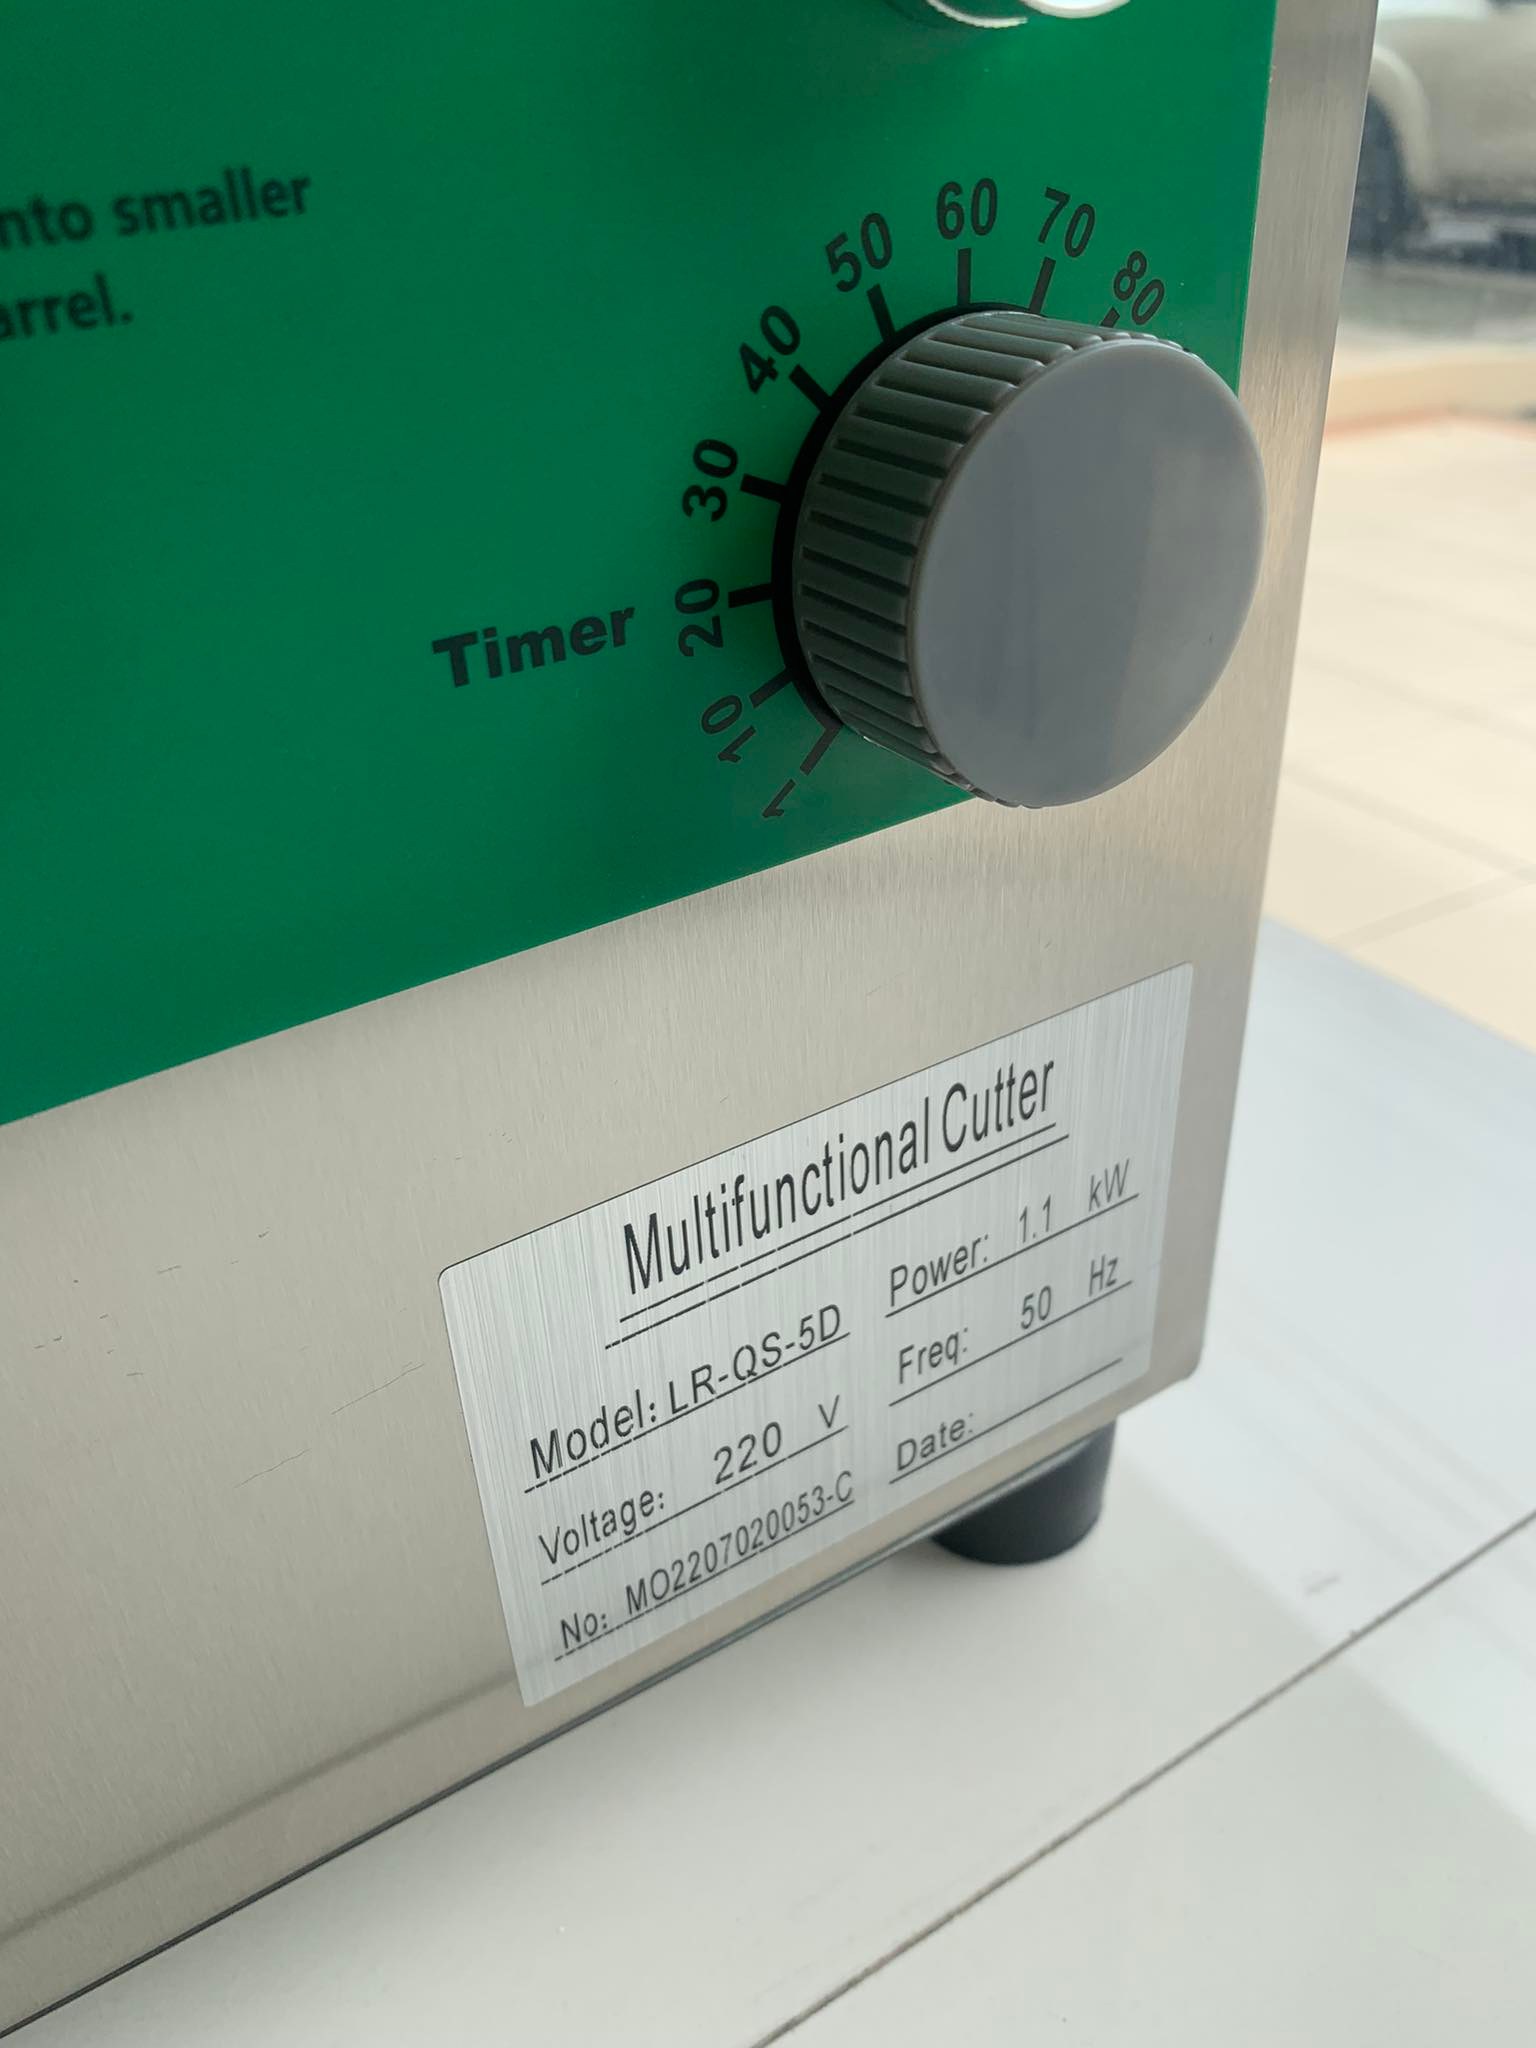 nto smaller
arrel.
Timer
1
10
20
30
40
50
60
70
80
Multifunctional Cutter
Model: LR-QS-5D Power: 1.1 kW
Voltage: 220 V Freq: 50 Hz
No: MO2207020053-C Date: